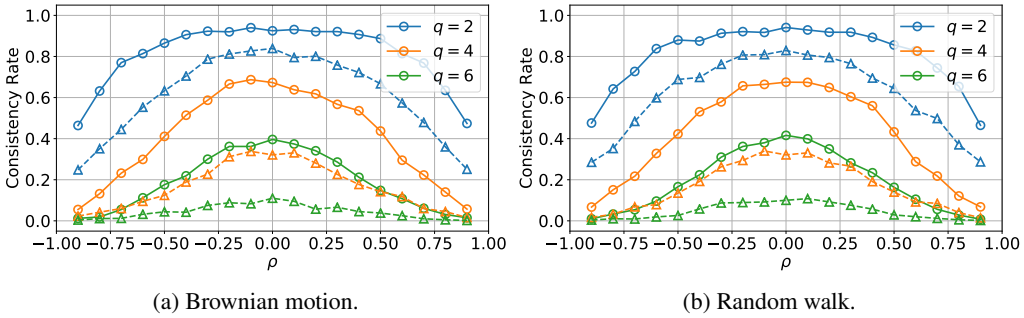 1.0
0.8
0.6
0.4
0.2
0.0
Consistency Rate
−1.00 −0.75 −0.50 −0.25 0.00 0.25 0.50 0.75 1.00
ρ
q = 2
q = 4
q = 6
(a) Brownian motion.
1.0
0.8
0.6
0.4
0.2
0.0
Consistency Rate
−1.00 −0.75 −0.50 −0.25 0.00 0.25 0.50 0.75 1.00
ρ
q = 2
q = 4
q = 6
(b) Random walk.